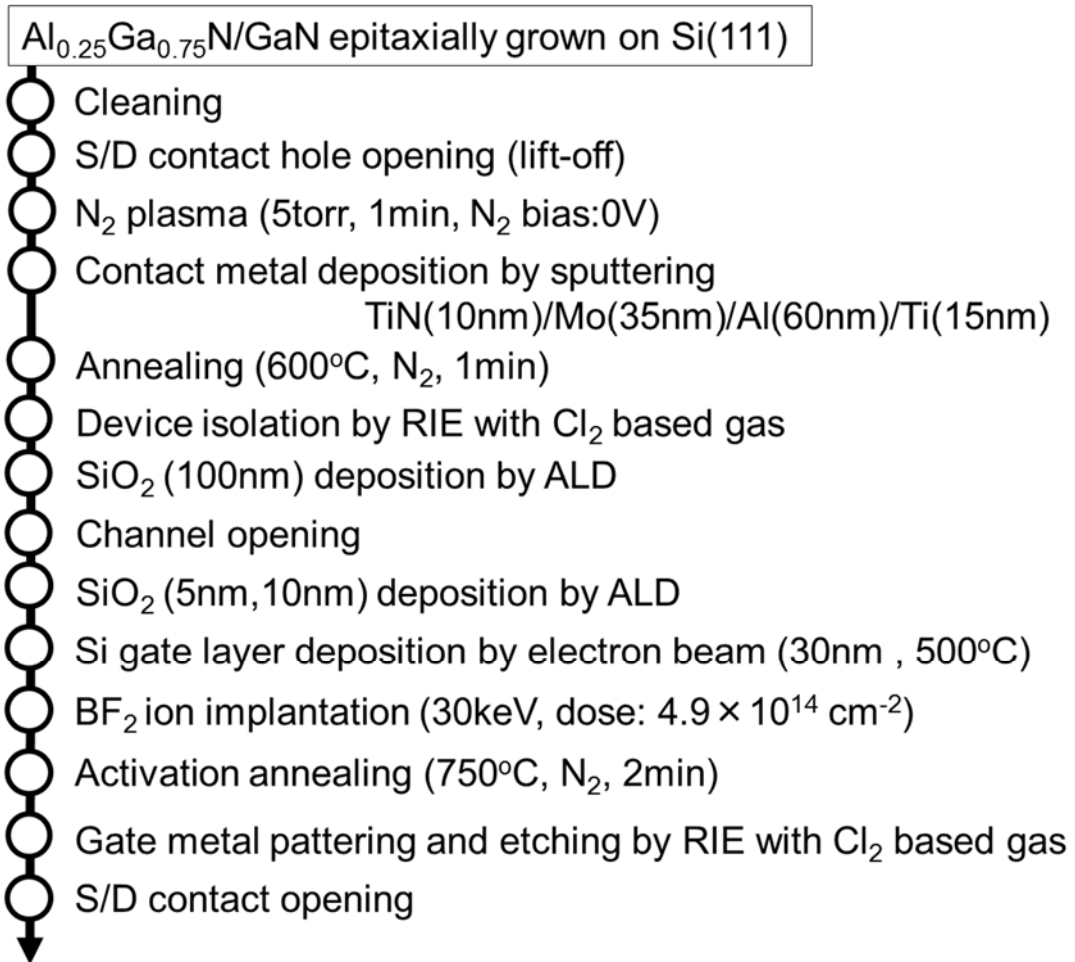 Al₀.₂₅Ga₀.₇₅N/GaN epitaxially grown on Si(111)
Cleaning
S/D contact hole opening (lift-off)
N₂ plasma (5torr, 1min, N₂ bias:0V)
Contact metal deposition by sputtering
TiN(10nm)/Mo(35nm)/Al(60nm)/Ti(15nm)
Annealing (600ºC, N₂, 1min)
Device isolation by RIE with Cl₂ based gas
SiO₂ (100nm) deposition by ALD
Channel opening
SiO₂ (5nm,10nm) deposition by ALD
Si gate layer deposition by electron beam (30nm , 500ºC)
BF₂ ion implantation (30keV, dose: 4.9 × 10¹⁴ cm⁻²)
Activation annealing (750ºC, N₂, 2min)
Gate metal pattering and etching by RIE with Cl₂ based gas
S/D contact opening